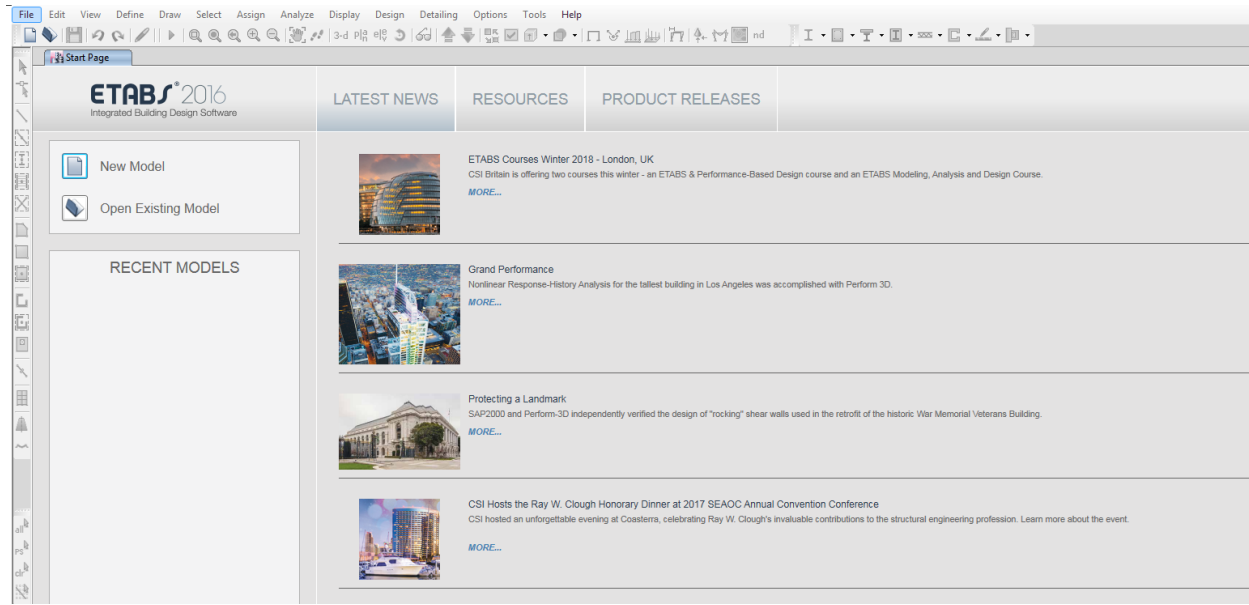 File Edit View Define Draw Select Assign Analyze Display Design Detailing Options Tools Help
3-d nd
Start Page
ETABS® 2016
Integrated Building Design Software
LATEST NEWS RESOURCES PRODUCT RELEASES
New Model
Open Existing Model
RECENT MODELS
ETABS Courses Winter 2018 - London, UK
CSI Britain is offering two courses this winter - an ETABS & Performance-Based Design course and an ETABS Modeling, Analysis and Design Course.
MORE...
Grand Performance
Nonlinear Response-History Analysis for the tallest building in Los Angeles was accomplished with Perform 3D.
MORE...
Protecting a Landmark
SAP2000 and Perform-3D independently verified the design of "rocking" shear walls used in the retrofit of the historic War Memorial Veterans Building.
MORE...
CSI Hosts the Ray W. Clough Honorary Dinner at 2017 SEAOC Annual Convention Conference
CSI hosted an unforgettable evening at Coasterra, celebrating Ray W. Clough's invaluable contributions to the structural engineering profession. Learn more about the event.
MORE...
all
ps
clr